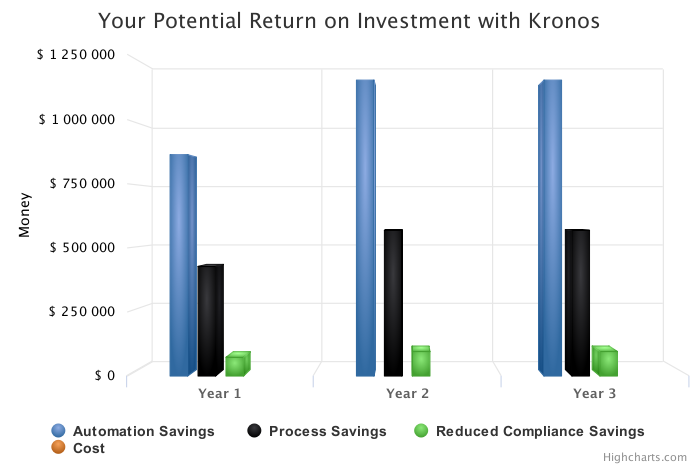 Your Potential Return on Investment with Kronos
$ 1 250 000
$ 1 000 000
$ 750 000
$ 500 000
$ 250 000
$ 0
Money
Year 1
Year 2
Year 3
Automation Savings
Process Savings
Reduced Compliance Savings
Cost
Highcharts.com